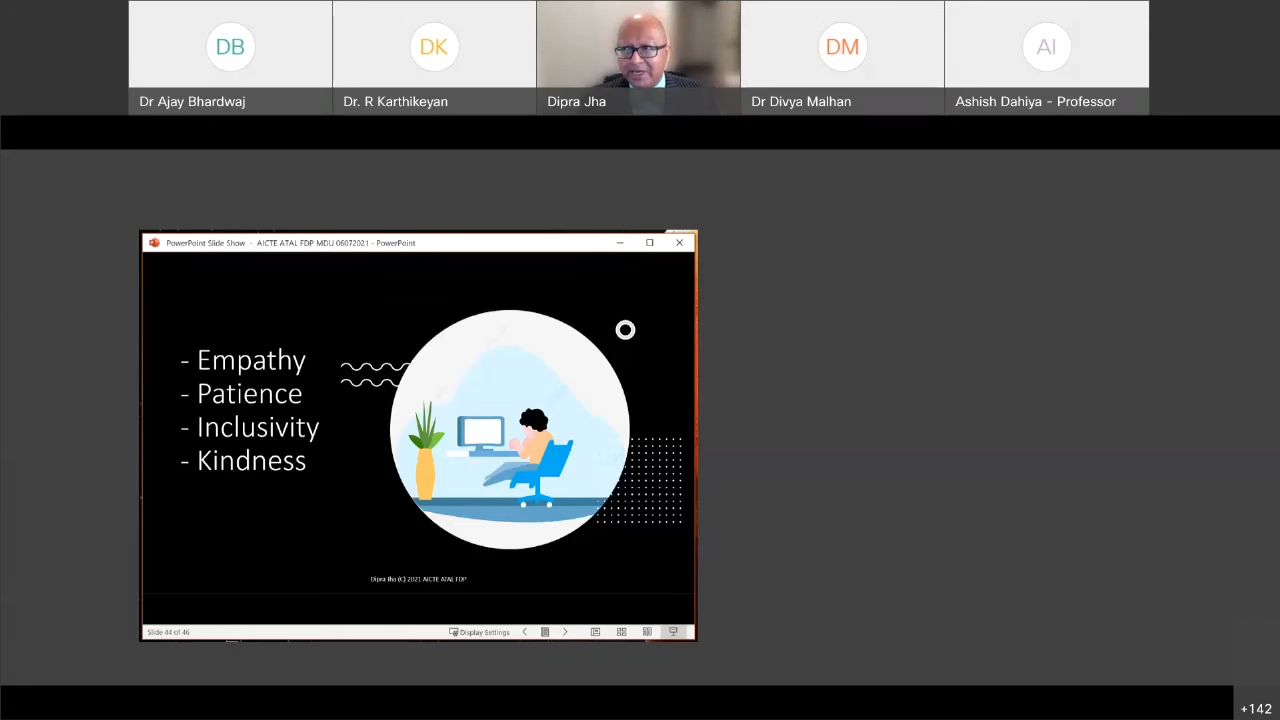 DB
DK
DM
AI
Dr Ajay Bhardwaj
Dr. R Karthikeyan
Dipra Jha
Dr Divya Malhan
Ashish Dahiya - Professor
PowerPoint Slide Show - AICTE ATAL FDP MDU 06072021 - PowerPoint
- Empathy
- Patience
- Inclusivity
- Kindness
Dipra Jha (C) 2021 AICTE ATAL FDP
Slide 44 of 46
Display Settings
+142